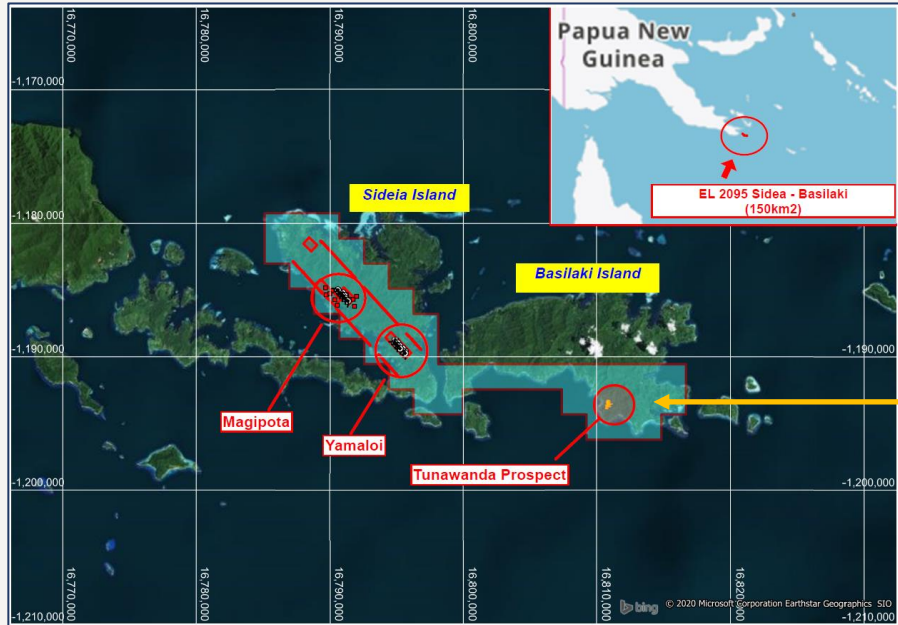 16,770,000
16,780,000
16,790,000
16,800,000
-1,170,000
Papua New
Guinea
EL 2095 Sidea - Basilaki
(150km2)
-1,180,000
Sideia Island
Basilaki Island
-1,190,000
-1,190,000
Magipota
Yamaloi
Tunawanda Prospect
-1,200,000
-1,200,000
16,770,000
16,780,000
16,790,000
16,800,000
16,810,000
16,820,000
bing
© 2020 Microsoft Corporation Earthstar Geographics SIO
-1,210,000
-1,210,000